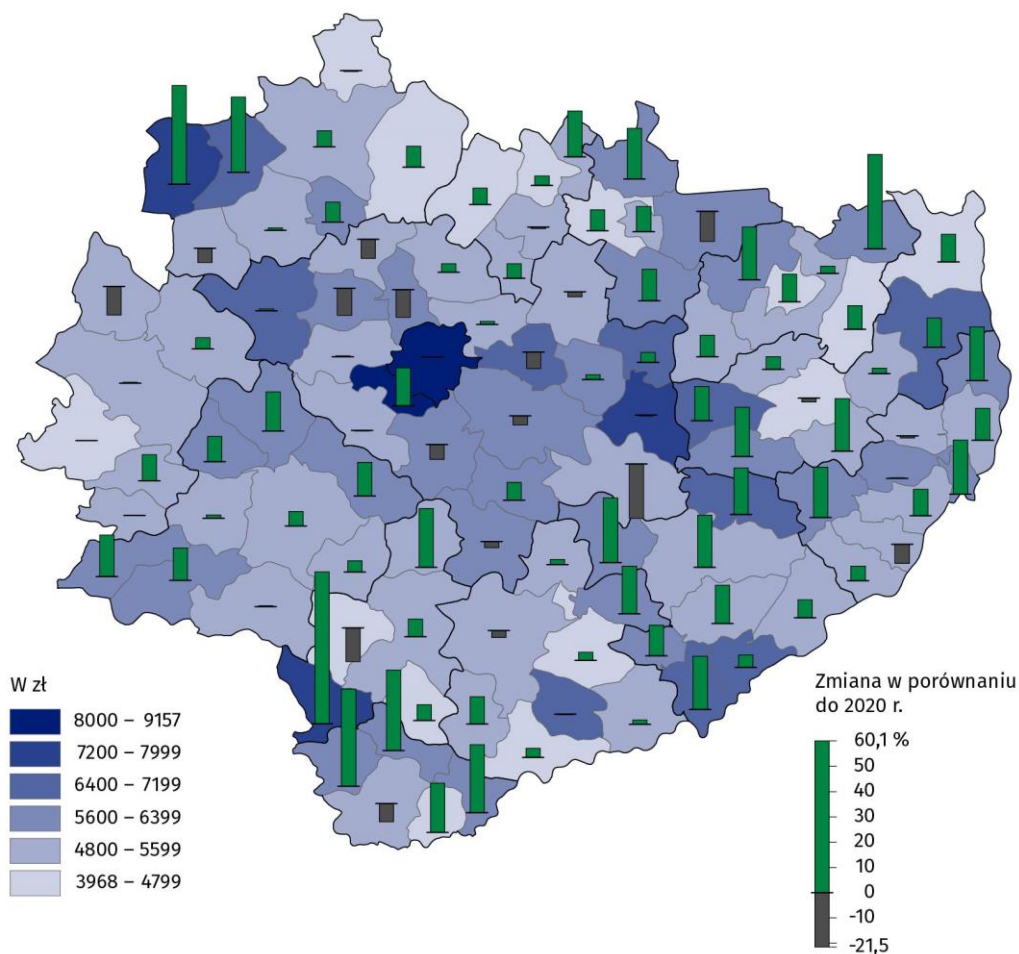 W zł
8000 – 9157
7200 – 7999
6400 – 7199
5600 – 6399
4800 – 5599
3968 – 4799
Zmiana w porównaniu
do 2020 r.
60,1 %
50
40
30
20
10
0
-10
-21,5